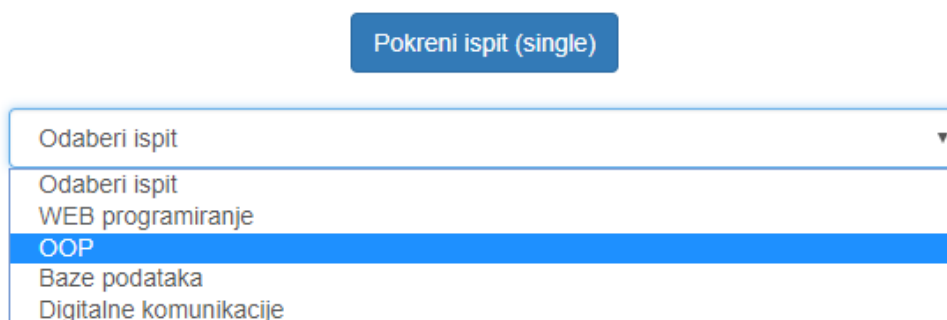 Pokreni ispit (single)
Odaberi ispit
Odaberi ispit
WEB programiranje
OOP
Baze podataka
Digitalne komunikacije